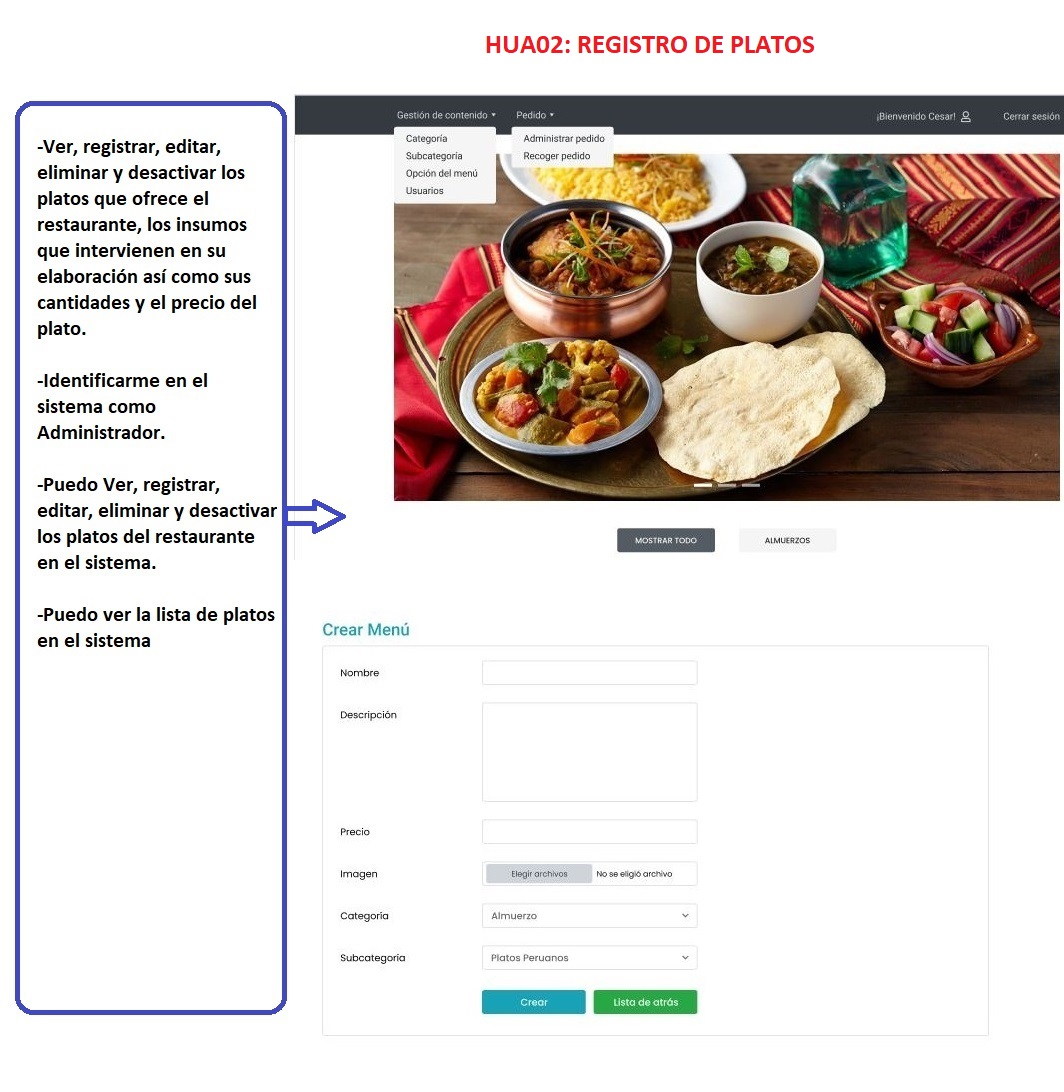 HUA02: REGISTRO DE PLATOS
-Ver, registrar, editar,
eliminar y desactivar los
platos que ofrece el
restaurante, los insumos
que intervienen en su
elaboración así como sus
cantidades y el precio del
plato.
-Identificarme en el
sistema como
Administrador.
-Puedo Ver, registrar,
editar, eliminar y desactivar
los platos del restaurante
en el sistema.
-Puedo ver la lista de platos
en el sistema
Gestión de contenido Pedido ¡Bienvenido Cesar! Cerrar sesión
Categoría
Subcategoría
Opción del menú
Usuarios
Administrar pedido
Recoger pedido
MOSTRAR TODO ALMUERZOS
Crear Menú
Nombre
Descripción
Precio
Imagen Elegir archivos No se eligió archivo
Categoría Almuerzo
Subcategoría Platos Peruanos
Crear Lista de atrás